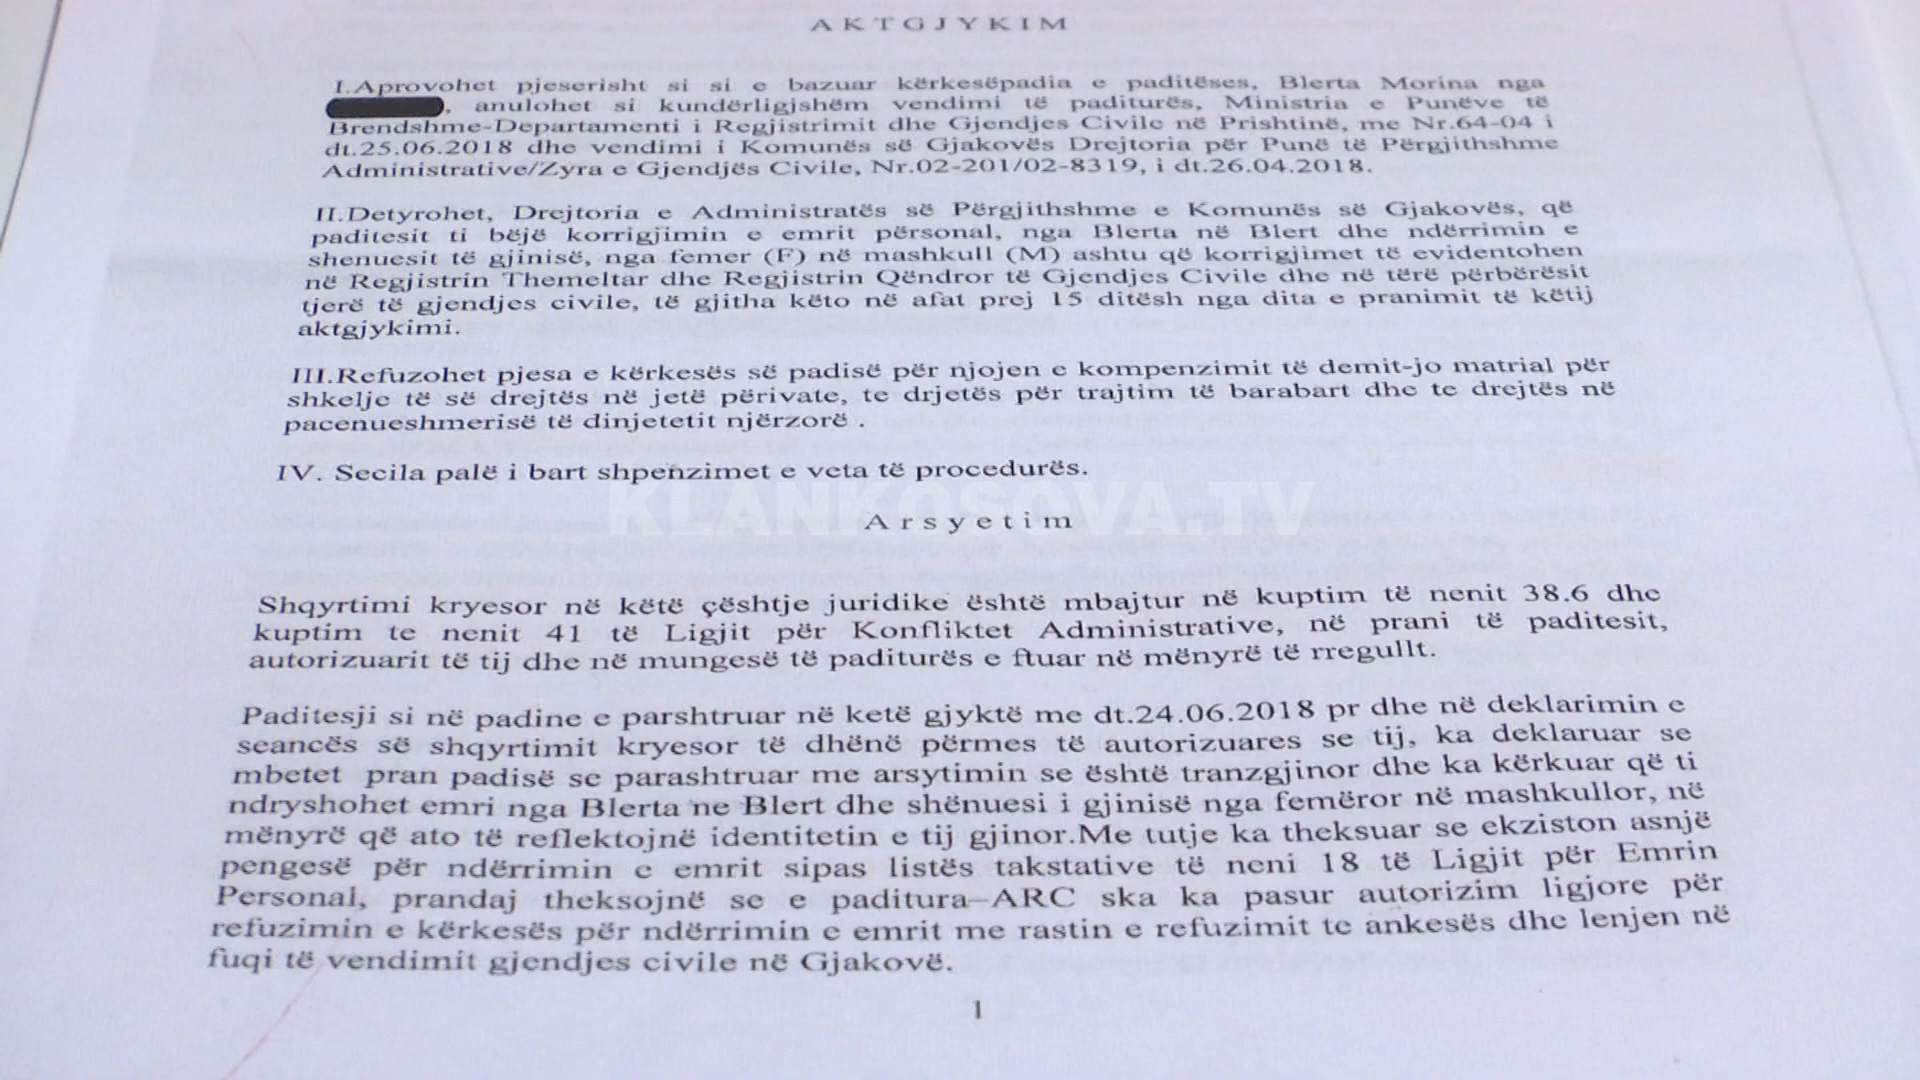 AKTGJYKIM
I.Aprovohet pjeserisht si si e bazuar kërkesëpadia e paditëses, Blerta Morina nga
, anulohet si kundërligjshëm vendimi të paditurës, Ministria e Punëve të
Brendshme-Departamenti i Regjistrimit dhe Gjendjes Civile në Prishtinë, me Nr.64-04 i
dt.25.06.2018 dhe vendimi i Komunës së Gjakovës Drejtoria për Punë të Përgjithshme
Administrative/Zyra e Gjendjës Civile, Nr.02-201/02-8319, i dt.26.04.2018.
II.Detyrohet, Drejtoria e Administratës së Përgjithshme e Komunës së Gjakovës, që
paditesit ti bëjë korrigjimin e emrit përsonal, nga Blerta në Blert dhe ndërrimin e
shenuesit të gjinisë, nga femer (F) në mashkull (M) ashtu që korrigjimet të evidentohen
në Regjistrin Themeltar dhe Regjistrin Qëndror të Gjendjes Civile dhe në tërë përbërësit
tjerë të gjendjes civile, të gjitha këto në afat prej 15 ditësh nga dita e pranimit të këtij
aktgjykimi.
III.Refuzohet pjesa e kërkesës së padisë për njojen e kompenzimit të demit-jo matrial për
shkelje të së drejtës në jetë përivate, te drjetës për trajtim të barabart dhe te drejtës në
pacenueshmerisë të dinjetetit njërzorë .
IV. Secila palë i bart shpenzimet e veta të procedurës.
KLANKOSOVA.TV
Arsyetim
Shqyrtimi kryesor në këtë çështje juridike është mbajtur në kuptim të nenit 38.6 dhe
kuptim te nenit 41 të Ligjit për Konfliktet Administrative, në prani të paditesit,
autorizuarit të tij dhe në mungesë të paditurës e ftuar në mënyrë të rregullt.
Paditesji si në padine e parshtruar në ketë gjyktë me dt.24.06.2018 pr dhe në deklarimin e
seancës së shqyrtimit kryesor të dhënë përmes të autorizuares se tij, ka deklaruar se
mbetet pran padisë se parashtruar me arsytimin se është tranzgjinor dhe ka kërkuar që ti
ndryshohet emri nga Blerta ne Blert dhe shënuesi i gjinisë nga femëror në mashkullor, në
mënyrë që ato të reflektojnë identitetin e tij gjinor.Me tutje ka theksuar se ekziston asnjë
pengesë për ndërrimin e emrit sipas listës takstative të neni 18 të Ligjit për Emrin
Personal, prandaj theksojnë se e paditura–ARC ska ka pasur autorizim ligjore për
refuzimin e kërkesës për ndërrimin e emrit me rastin e refuzimit te ankesës dhe lenjen në
fuqi të vendimit gjendjes civile në Gjakovë.
1